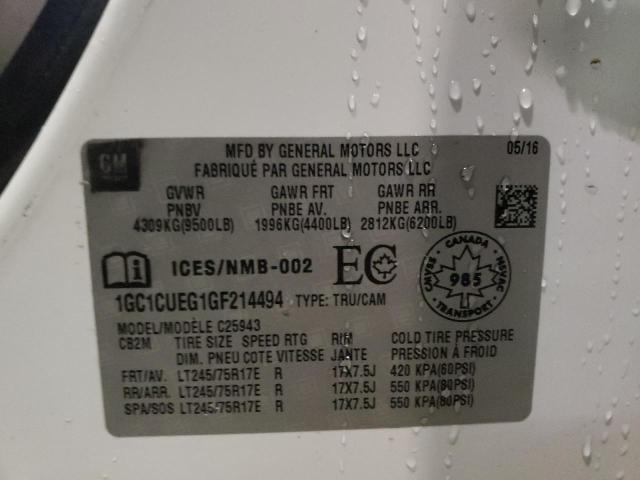 GM
MFD BY GENERAL MOTORS LLC 05/16
FABRIQUÉ PAR GENERAL MOTORS LLC
GVWR GAWR FRT GAWR RR
PNBV PNBE AV. PNBE ARR.
4309KG(9500LB) 1996KG(4400LB) 2812KG(6200LB)
ICES/NMB-002 EC
CANADA
CMVSS 985 NSVAC
TRANSPORT
1GC1CUEG1GF214494 TYPE: TRU/CAM
MODEL/MODÈLE C25943
CB2M TIRE SIZE SPEED RTG RIM COLD TIRE PRESSURE
DIM. PNEU COTE VITESSE JANTE PRESSION À FROID
FRT/AV. LT245/75R17E R 17X7.5J 420 KPA(60PSI)
RR/ARR. LT245/75R17E R 17X7.5J 550 KPA(80PSI)
SPA/SOS LT245/75R17E R 17X7.5J 550 KPA(80PSI)